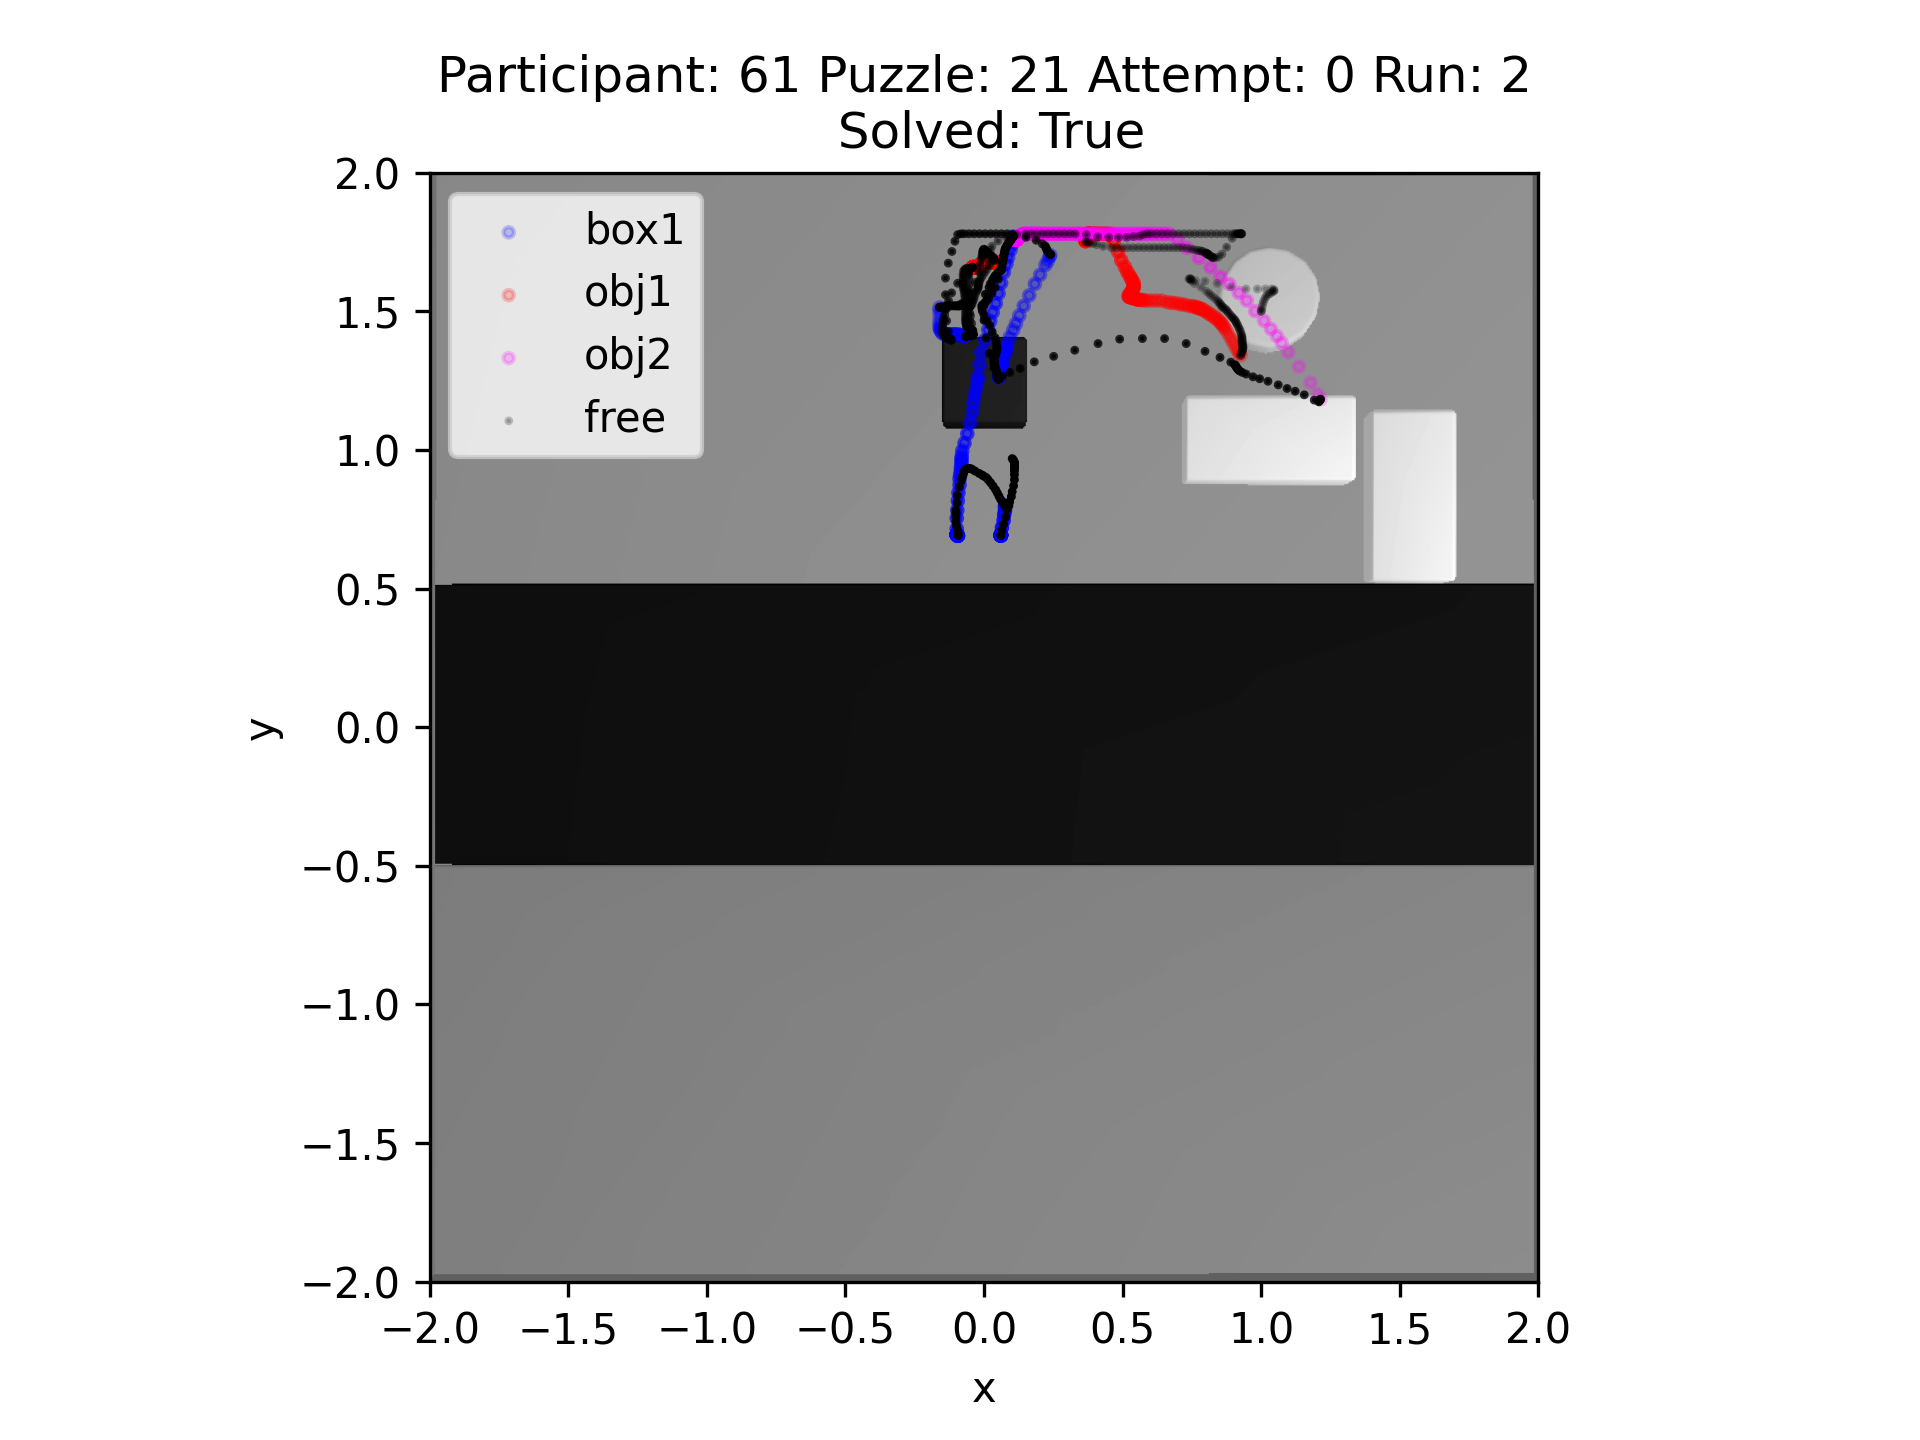 Participant: 61 Puzzle: 21 Attempt: 0 Run: 2
Solved: True
box1
obj1
obj2
free
2.0
1.5
1.0
0.5
0.0
−0.5
−1.0
−1.5
−2.0
y
−2.0 −1.5 −1.0 −0.5 0.0 0.5 1.0 1.5 2.0
x